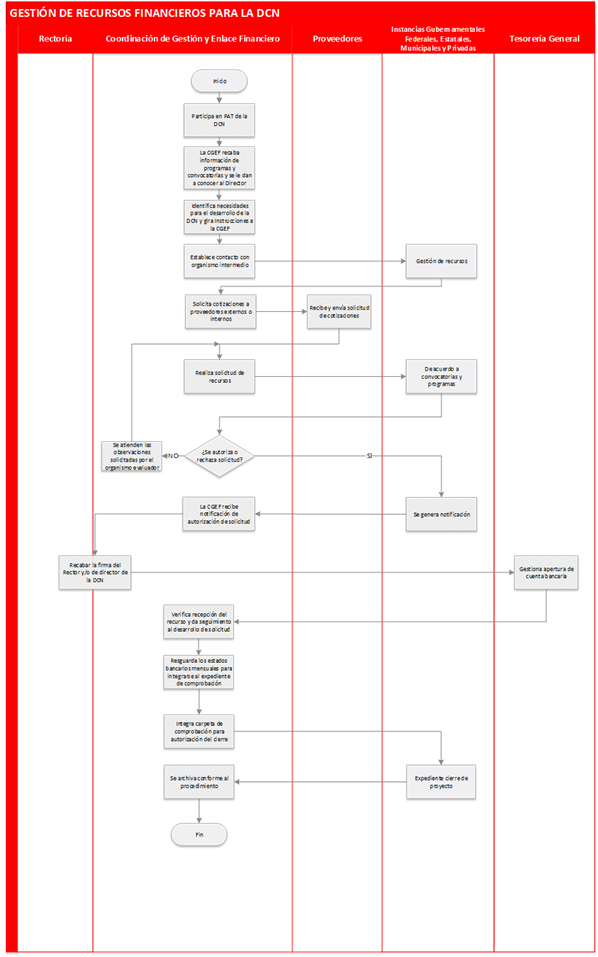 GESTIÓN DE RECURSOS FINANCIEROS PARA LA DCN
Rectoría
Coordinación de Gestión y Enlace Financiero
Proveedores
Instancias Gubernamentales
Federales, Estatales,
Municipales y Privadas
Tesorería General
Inicio
Participa en PAT de la
DCN
La CGEF recaba
información de
programas y
convocatorias y se le dan
a conocer al Director
Identifica necesidades
para el desarrollo de la
DCN y gira instrucciones a
la CGEF
Establece contacto con
organismo intermedio
Gestión de recursos
Solicita cotizaciones a
proveedores externos o
internos
Recibe y envía solicitud
de cotizaciones
Realiza solicitud de
recursos
De acuerdo a
convocatorias y
programas
Se atienden las
observaciones
solicitadas por el
organismo evaluador
NO
¿Se autoriza o
rechaza solicitud?
SI
La CGEF recibe
notificación de
autorización de solicitud
Se genera notificación
Recabar la firma del
Rector y/o de director de
la DCN
Gestiona apertura de
cuenta bancaria
Verifica recepción del
recurso y da seguimiento
al desarrollo de solicitud
Resguarda los estados
bancarios mensuales para
integrarse al expediente
de comprobación
Integra carpeta de
comprobación para
autorización del cierre
Se archiva conforme al
procedimiento
Expediente cierre de
proyecto
Fin